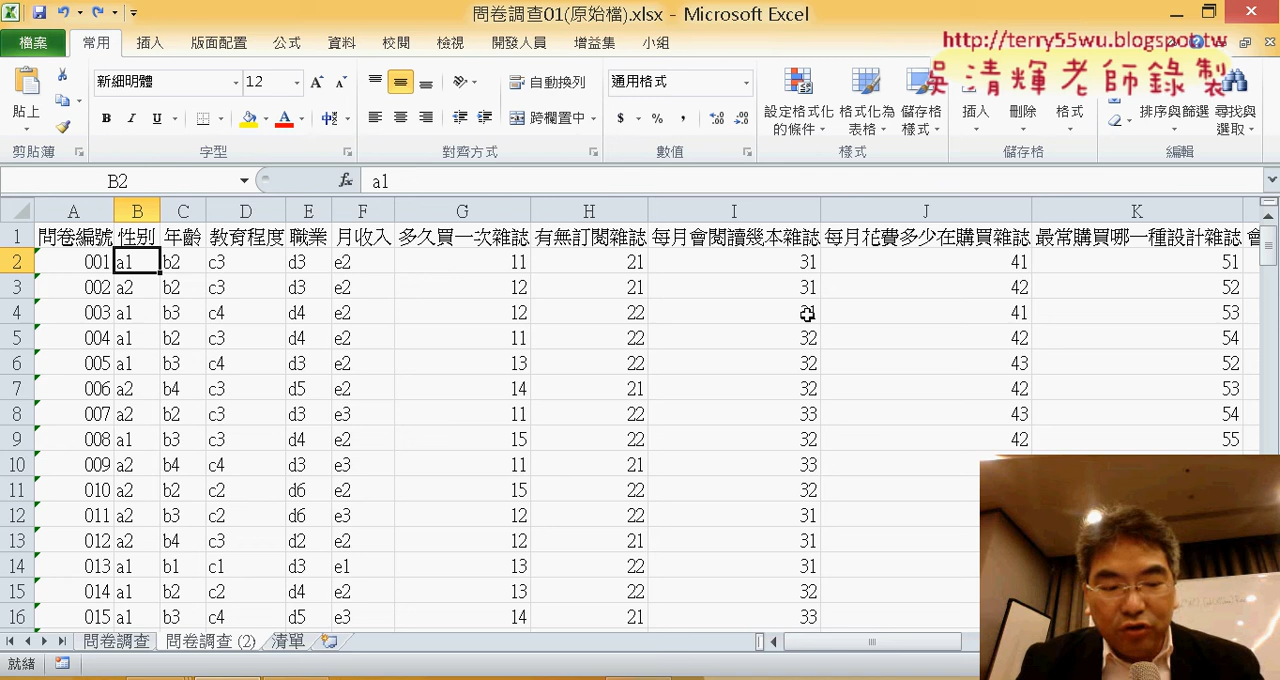 問卷調查01(原始檔).xlsx — Microsoft Excel
http://terry55wu.blogspot.tw
吳清輝老師錄製
檔案 常用 插入 版面配置 公式 資料 校閱 檢視 開發人員 增益集 小組
貼上 新細明體 12 自動換列 通用格式 設定格式化的條件 格式化為表格 儲存格樣式 插入 刪除 格式 排序與篩選 尋找與選取
B I U 跨欄置中 $ % ,
剪貼簿 字型 對齊方式 數值 樣式 儲存格 編輯
B2 fx a1
A B C D E F G H I J K
1 問卷編號 性別 年齡 教育程度 職業 月收入 多久買一次雜誌 有無訂閱雜誌 每月會閱讀幾本雜誌 每月花費多少在購買雜誌 最常購買哪一種設計雜誌 會
2 001 a1 b2 c3 d3 e2 11 21 31 41 51
3 002 a2 b2 c3 d3 e2 12 21 31 42 52
4 003 a1 b3 c4 d4 e2 12 22 41 53
5 004 a1 b2 c3 d4 e2 11 22 32 42 54
6 005 a1 b3 c4 d3 e2 13 22 32 43 52
7 006 a2 b4 c3 d5 e2 14 21 32 42 53
8 007 a2 b2 c3 d3 e3 11 22 33 43 54
9 008 a1 b3 c3 d4 e2 15 22 32 42 55
10 009 a2 b4 c4 d3 e3 11 21 33
11 010 a2 b2 c2 d6 e2 15 22 32
12 011 a2 b3 c2 d6 e3 12 22 31
13 012 a2 b4 c3 d2 e2 12 22 31
14 013 a1 b1 c1 d3 e1 13 22 31
15 014 a1 b2 c2 d4 e2 13 22 32
16 015 a1 b3 c4 d5 e3 14 21 33
問卷調查 問卷調查 (2) 清單
就緒